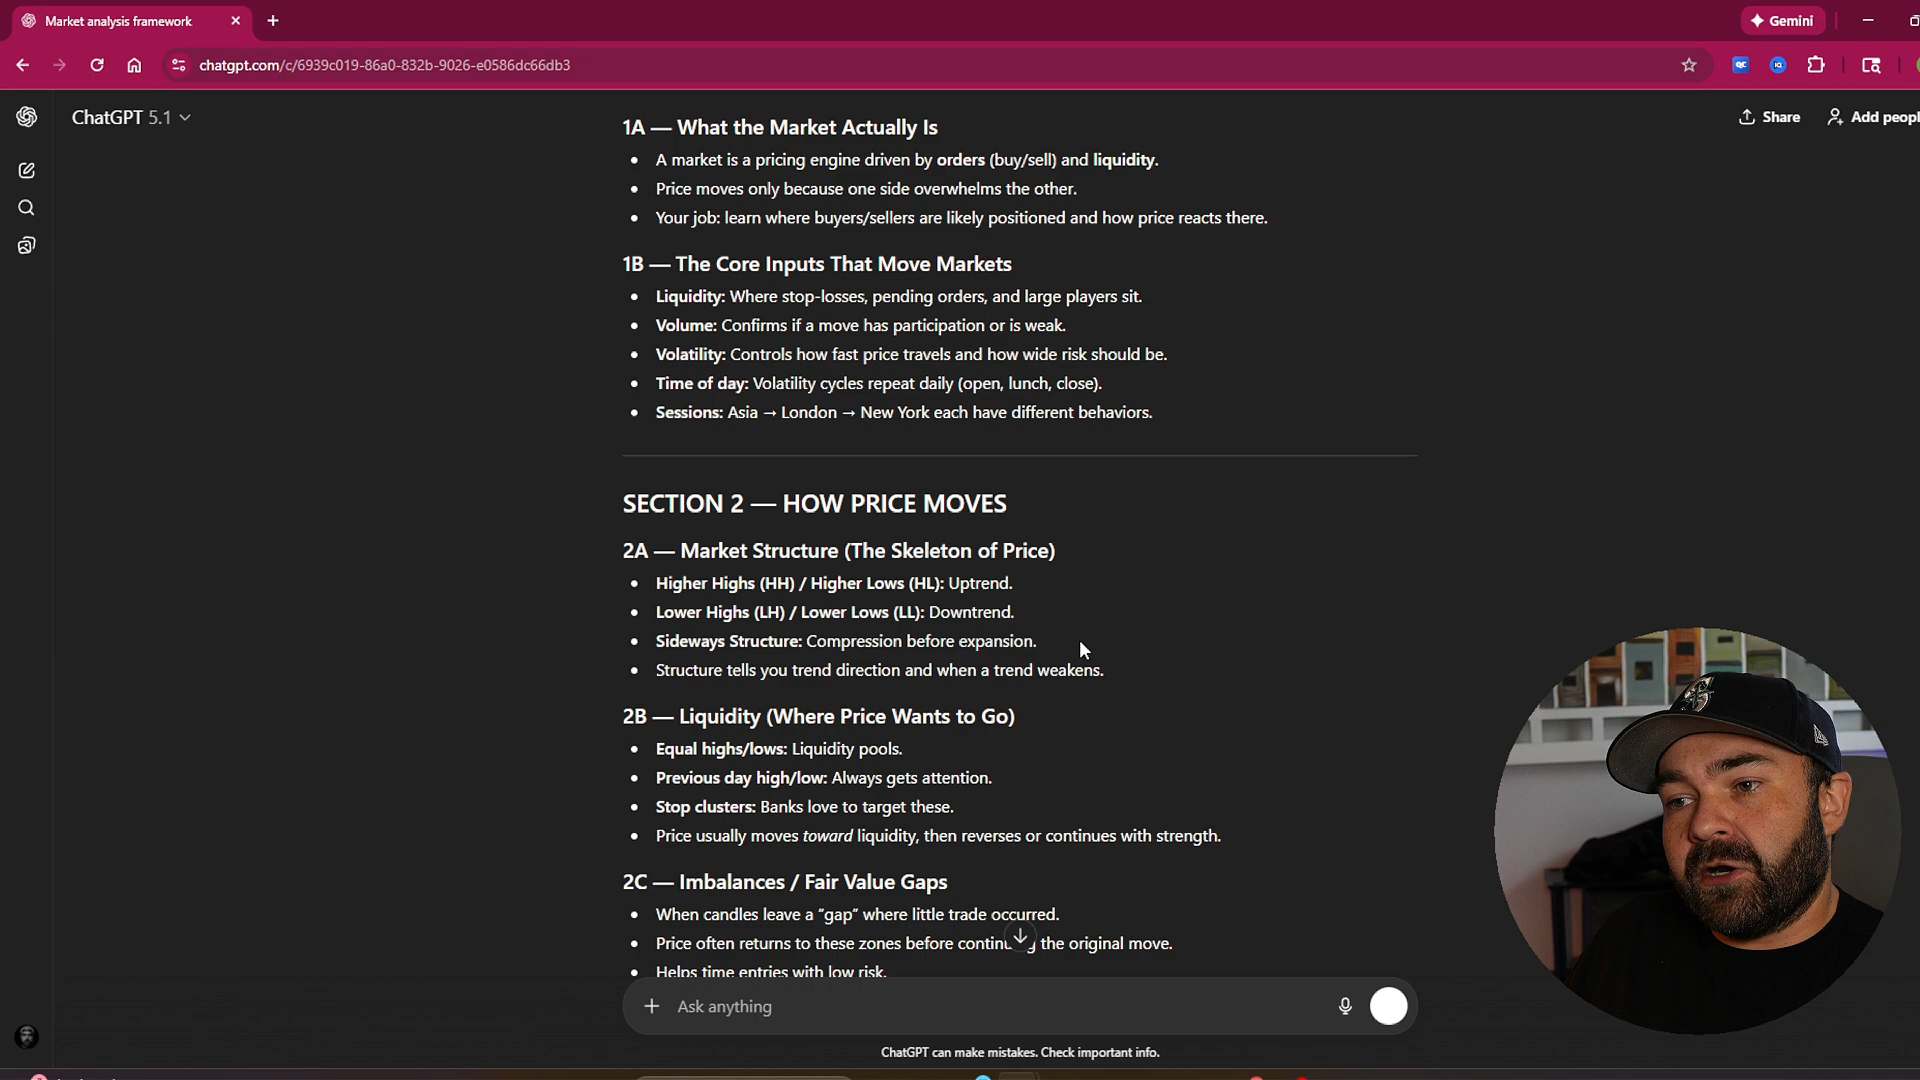 Market analysis framework
Gemini
chatgpt.com/c/6939c019-86a0-832b-9026-e0586dc66db3
QC
ChatGPT 5.1
Share
Add peopl
1A — What the Market Actually Is
• A market is a pricing engine driven by orders (buy/sell) and liquidity.
• Price moves only because one side overwhelms the other.
• Your job: learn where buyers/sellers are likely positioned and how price reacts there.
1B — The Core Inputs That Move Markets
• Liquidity: Where stop-losses, pending orders, and large players sit.
• Volume: Confirms if a move has participation or is weak.
• Volatility: Controls how fast price travels and how wide risk should be.
• Time of day: Volatility cycles repeat daily (open, lunch, close).
• Sessions: Asia → London → New York each have different behaviors.
SECTION 2 — HOW PRICE MOVES
2A — Market Structure (The Skeleton of Price)
• Higher Highs (HH) / Higher Lows (HL): Uptrend.
• Lower Highs (LH) / Lower Lows (LL): Downtrend.
• Sideways Structure: Compression before expansion.
• Structure tells you trend direction and when a trend weakens.
2B — Liquidity (Where Price Wants to Go)
• Equal highs/lows: Liquidity pools.
• Previous day high/low: Always gets attention.
• Stop clusters: Banks love to target these.
• Price usually moves toward liquidity, then reverses or continues with strength.
2C — Imbalances / Fair Value Gaps
• When candles leave a “gap” where little trade occurred.
• Price often returns to these zones before continu g the original move.
• Helps time entries with low risk.
Ask anything
ChatGPT can make mistakes. Check important info.